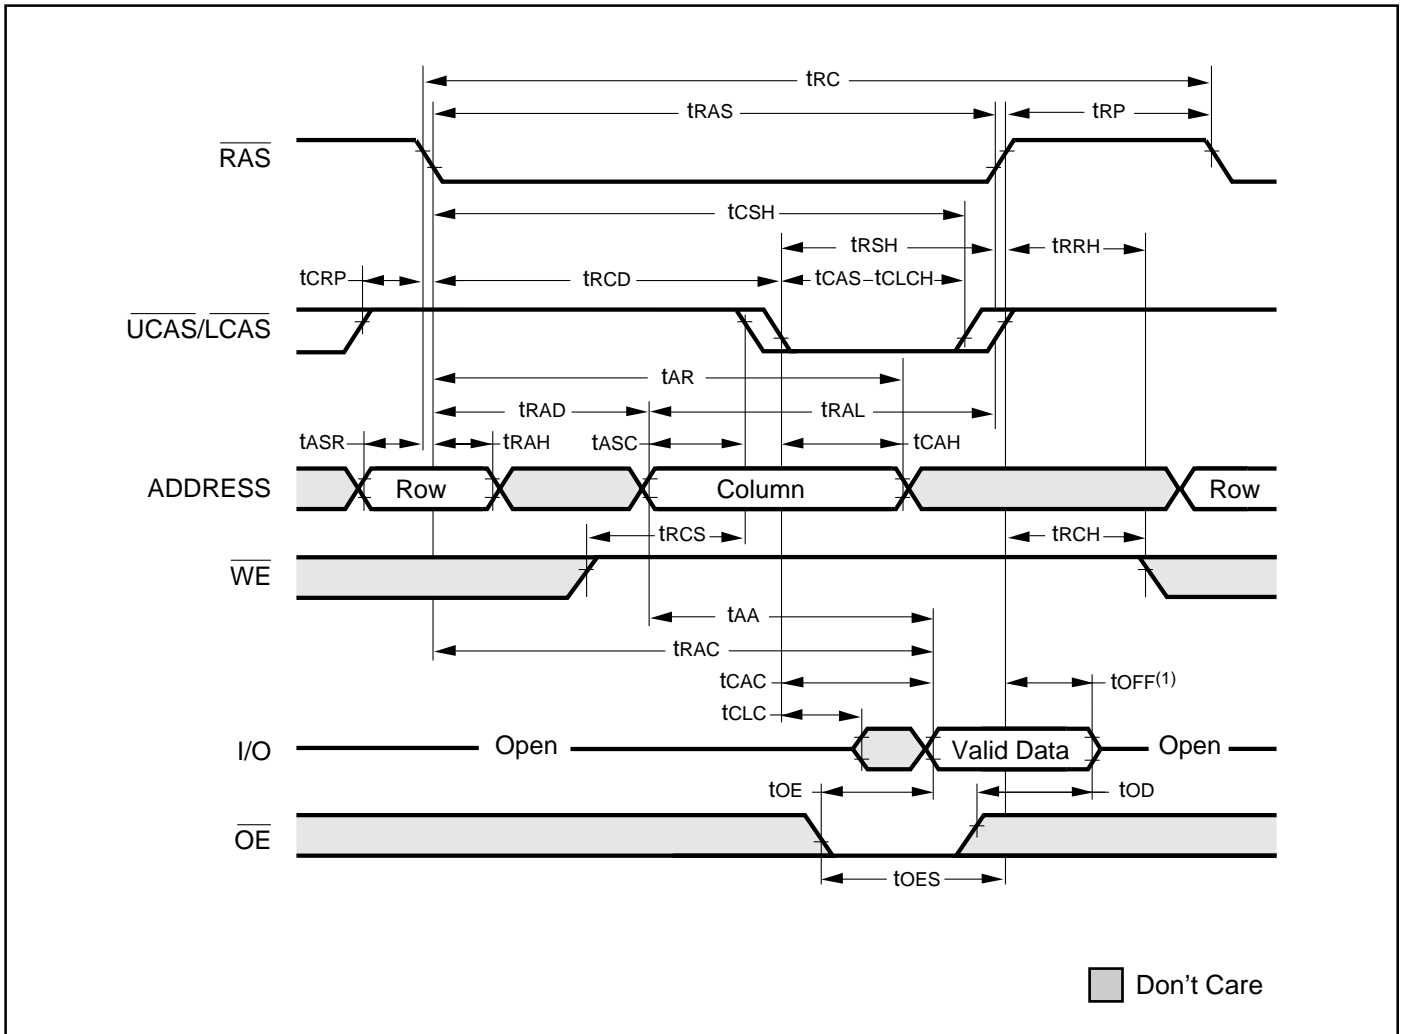 tRC
tRAS
tRP
RAS
tCSH
tRSH
tRRH
tCRP
tRCD
tCAS
tCLCH
UCAS/LCAS
tAR
tRAD
tRAL
tASR
tRAH
tASC
tCAH
ADDRESS
Row
Column
Row
tRCS
tRCH
WE
tAA
tRAC
tCAC
tOFF(1)
tCLC
I/O
Open
Valid Data
Open
tOE
tOD
OE
tOES
Don't Care